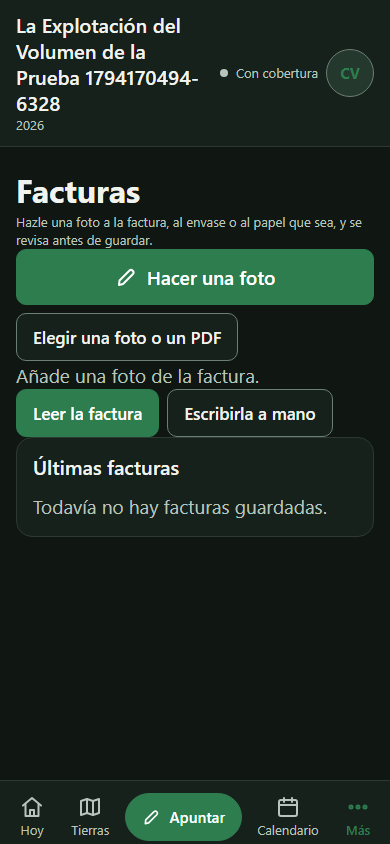 La Explotación del
Volumen de la
Prueba 1794170494-
6328
2026
Con cobertura
CV
Facturas
Hazle una foto a la factura, al envase o al papel que sea, y se
revisa antes de guardar.
Hacer una foto
Elegir una foto o un PDF
Añade una foto de la factura.
Leer la factura
Escribirla a mano
Últimas facturas
Todavía no hay facturas guardadas.
Hoy
Tierras
Apuntar
Calendario
Más